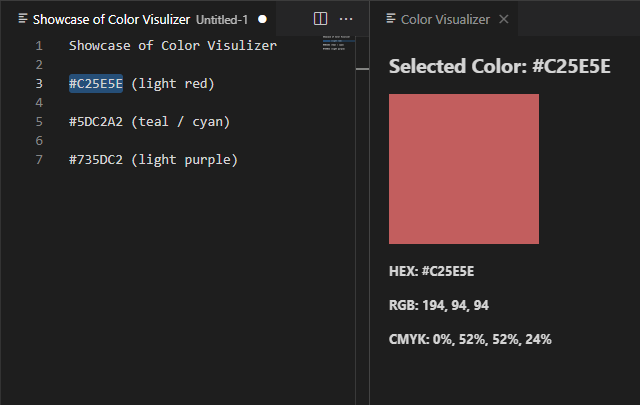 Showcase of Color Visulizer Untitled-1
1 Showcase of Color Visulizer
2
3 #C25E5E (light red)
4
5 #5DC2A2 (teal / cyan)
6
7 #735DC2 (light purple)
Color Visualizer
Selected Color: #C25E5E
HEX: #C25E5E
RGB: 194, 94, 94
CMYK: 0%, 52%, 52%, 24%